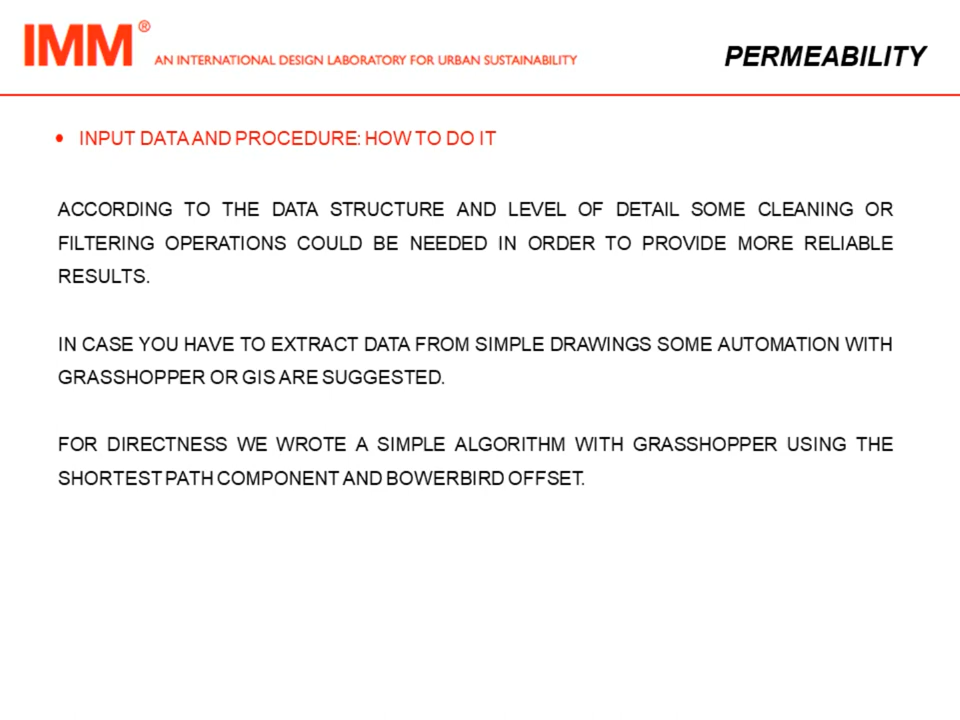 IMM®
AN INTERNATIONAL DESIGN LABORATORY FOR URBAN SUSTAINABILITY
PERMEABILITY
• INPUT DATA AND PROCEDURE: HOW TO DO IT
ACCORDING TO THE DATA STRUCTURE AND LEVEL OF DETAIL SOME CLEANING OR
FILTERING OPERATIONS COULD BE NEEDED IN ORDER TO PROVIDE MORE RELIABLE
RESULTS.
IN CASE YOU HAVE TO EXTRACT DATA FROM SIMPLE DRAWINGS SOME AUTOMATION WITH
GRASSHOPPER OR GIS ARE SUGGESTED.
FOR DIRECTNESS WE WROTE A SIMPLE ALGORITHM WITH GRASSHOPPER USING THE
SHORTEST PATH COMPONENT AND BOWERBIRD OFFSET.